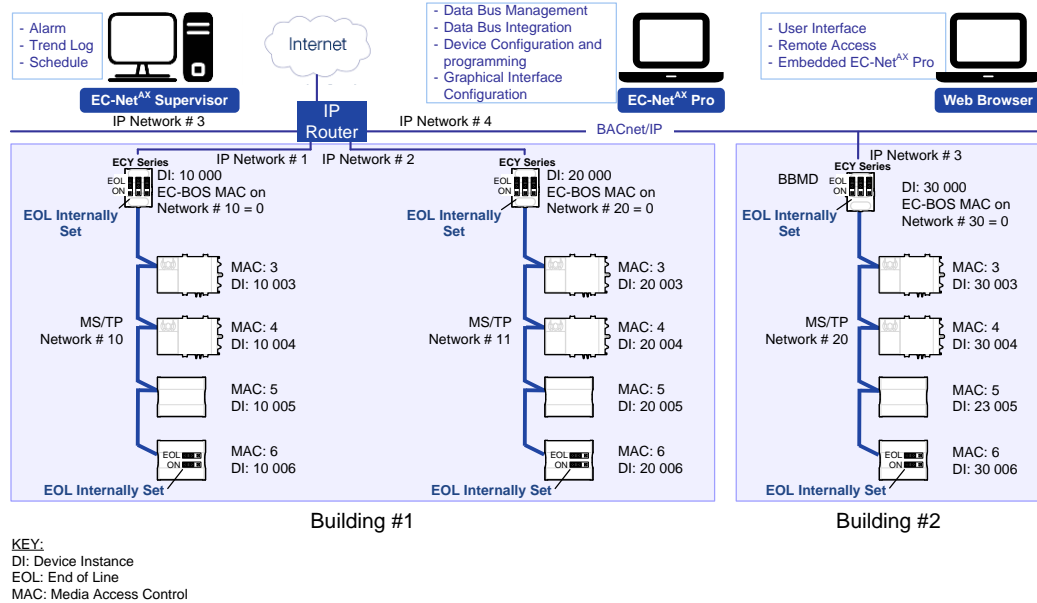 - Alarm
- Trend Log
- Schedule
EC-Net^AX Supervisor
Internet
- Data Bus Management
- Data Bus Integration
- Device Configuration and
programming
- Graphical Interface
Configuration
EC-Net^AX Pro
- User Interface
- Remote Access
- Embedded EC-Net^AX Pro
Web Browser
IP
Router
IP Network # 3
IP Network # 4
BACnet/IP
IP Network # 1
IP Network # 2
IP Network # 3
ECY Series
EOL
ON
DI: 10 000
EC-BOS MAC on
Network # 10 = 0
EOL Internally
Set
MAC: 3
DI: 10 003
MS/TP
Network # 10
MAC: 4
DI: 10 004
MAC: 5
DI: 10 005
EOL
ON
MAC: 6
DI: 10 006
EOL Internally Set
ECY Series
EOL
ON
DI: 20 000
EC-BOS MAC on
Network # 20 = 0
EOL Internally
Set
MAC: 3
DI: 20 003
MS/TP
Network # 11
MAC: 4
DI: 20 004
MAC: 5
DI: 20 005
EOL
ON
MAC: 6
DI: 20 006
EOL Internally Set
Building #1
ECY Series
BBMD
EOL
ON
DI: 30 000
EC-BOS MAC on
Network # 30 = 0
EOL Internally
Set
MAC: 3
DI: 30 003
MS/TP
Network # 20
MAC: 4
DI: 30 004
MAC: 5
DI: 23 005
EOL
ON
MAC: 6
DI: 30 006
EOL Internally Set
Building #2
KEY:
DI: Device Instance
EOL: End of Line
MAC: Media Access Control